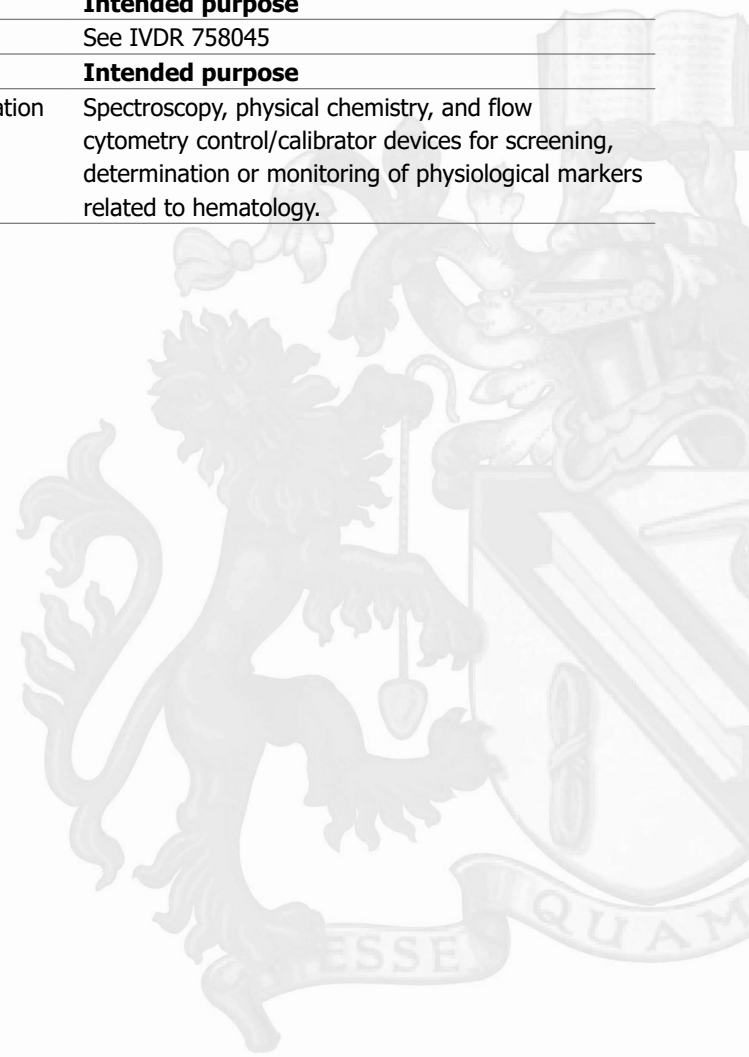 Intended purpose
See IVDR 758045
Intended purpose
ation Spectroscopy, physical chemistry, and flow
cytometry control/calibrator devices for screening,
determination or monitoring of physiological markers
related to hematology.
ESSE QUAM